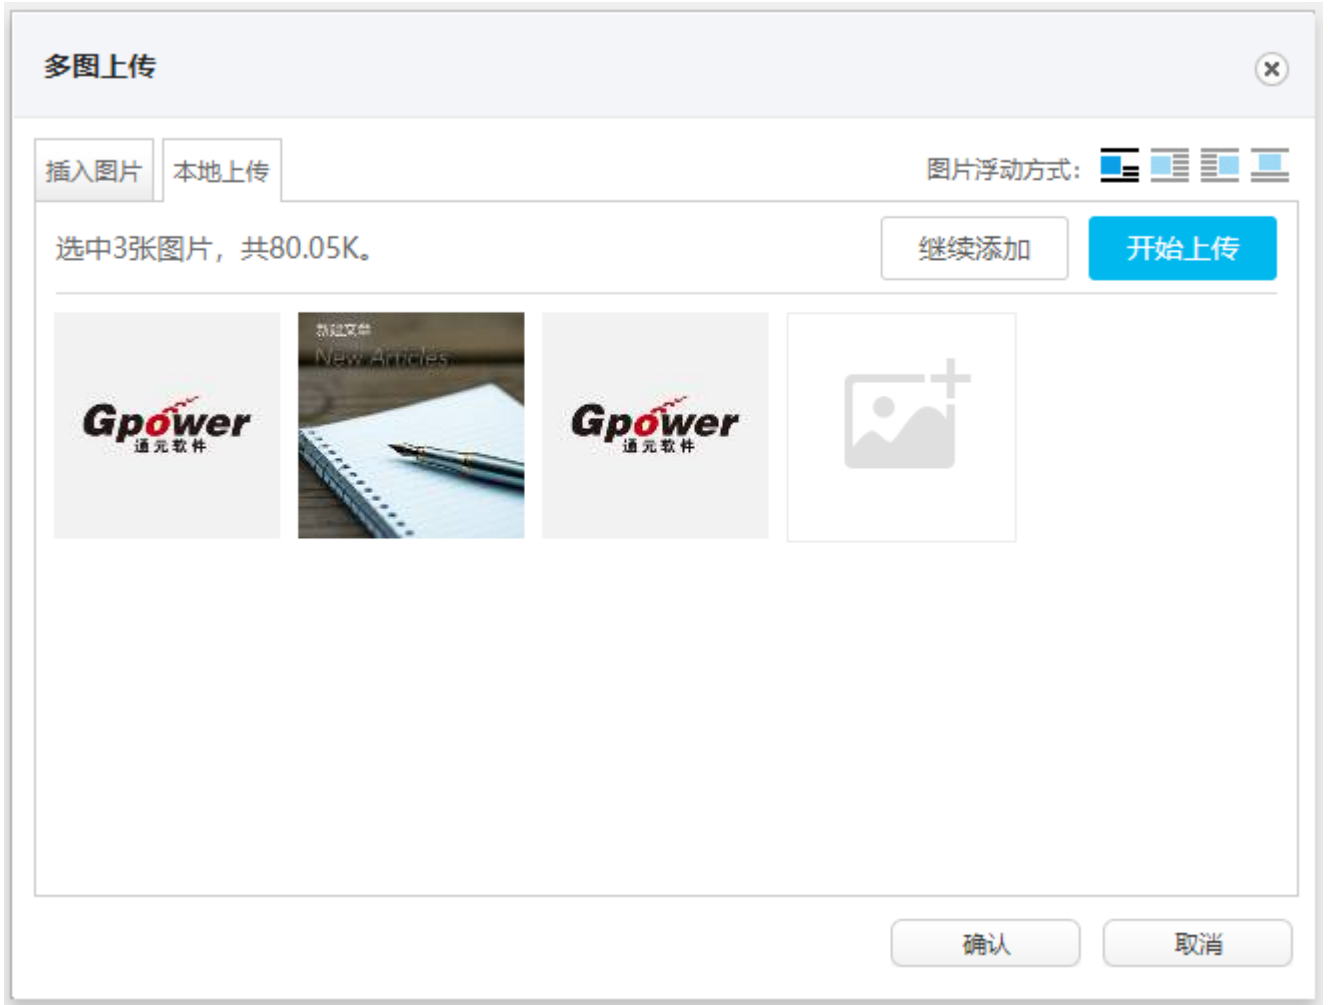 多图上传
插入图片
本地上传
图片浮动方式:
选中3张图片，共80.05K。
继续添加
开始上传
Gpower
通元软件
新建文章
New Articles
Gpower
通元软件
确认
取消